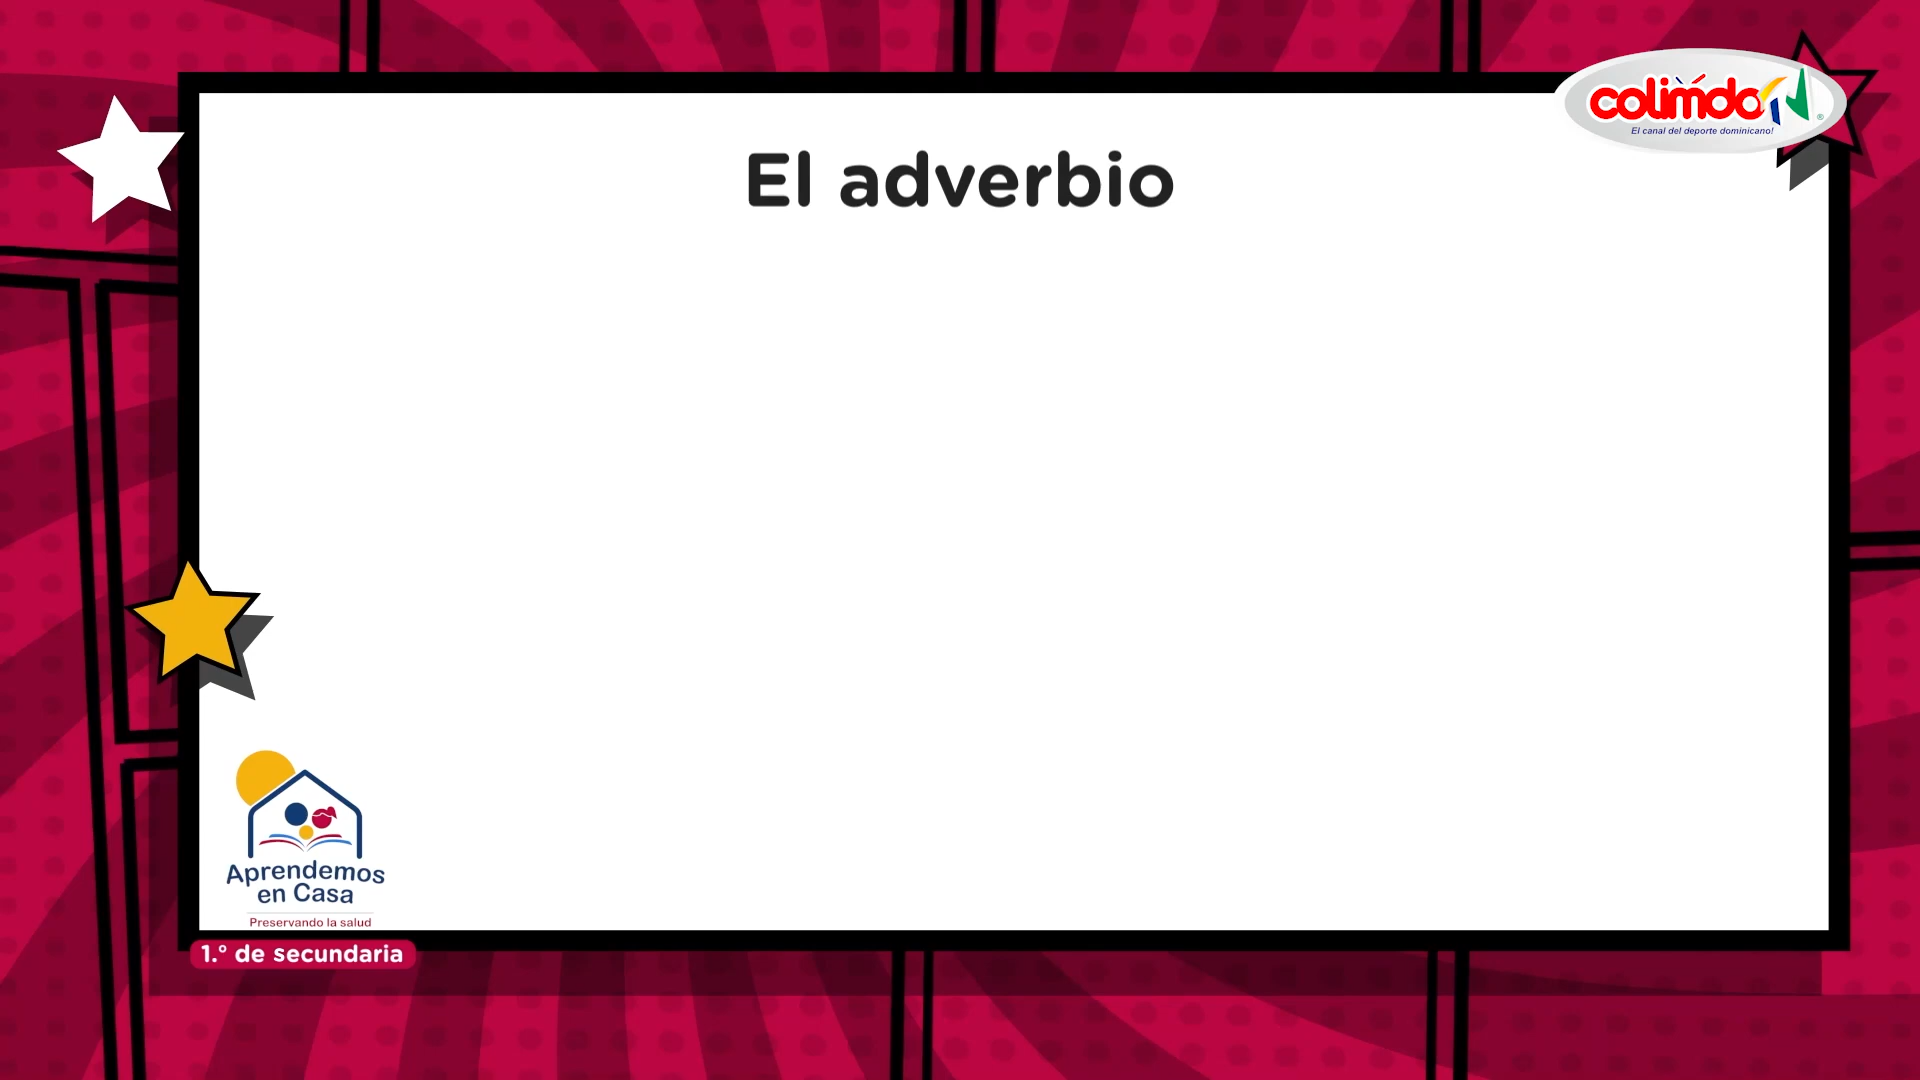 colimdo
El canal del deporte dominicano!
El adverbio
Aprendemos
en Casa
Preservando la salud
1.° de secundaria